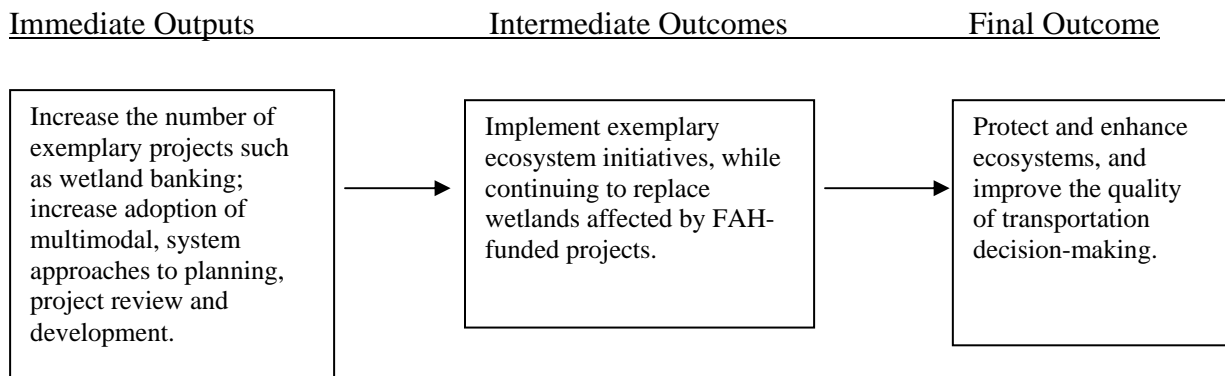 Immediate Outputs Intermediate Outcomes Final Outcome
Increase the number of
exemplary projects such
as wetland banking;
increase adoption of
multimodal, system
approaches to planning,
project review and
development.
Implement exemplary
ecosystem initiatives, while
continuing to replace
wetlands affected by FAH-
funded projects.
Protect and enhance
ecosystems, and
improve the quality
of transportation
decision-making.